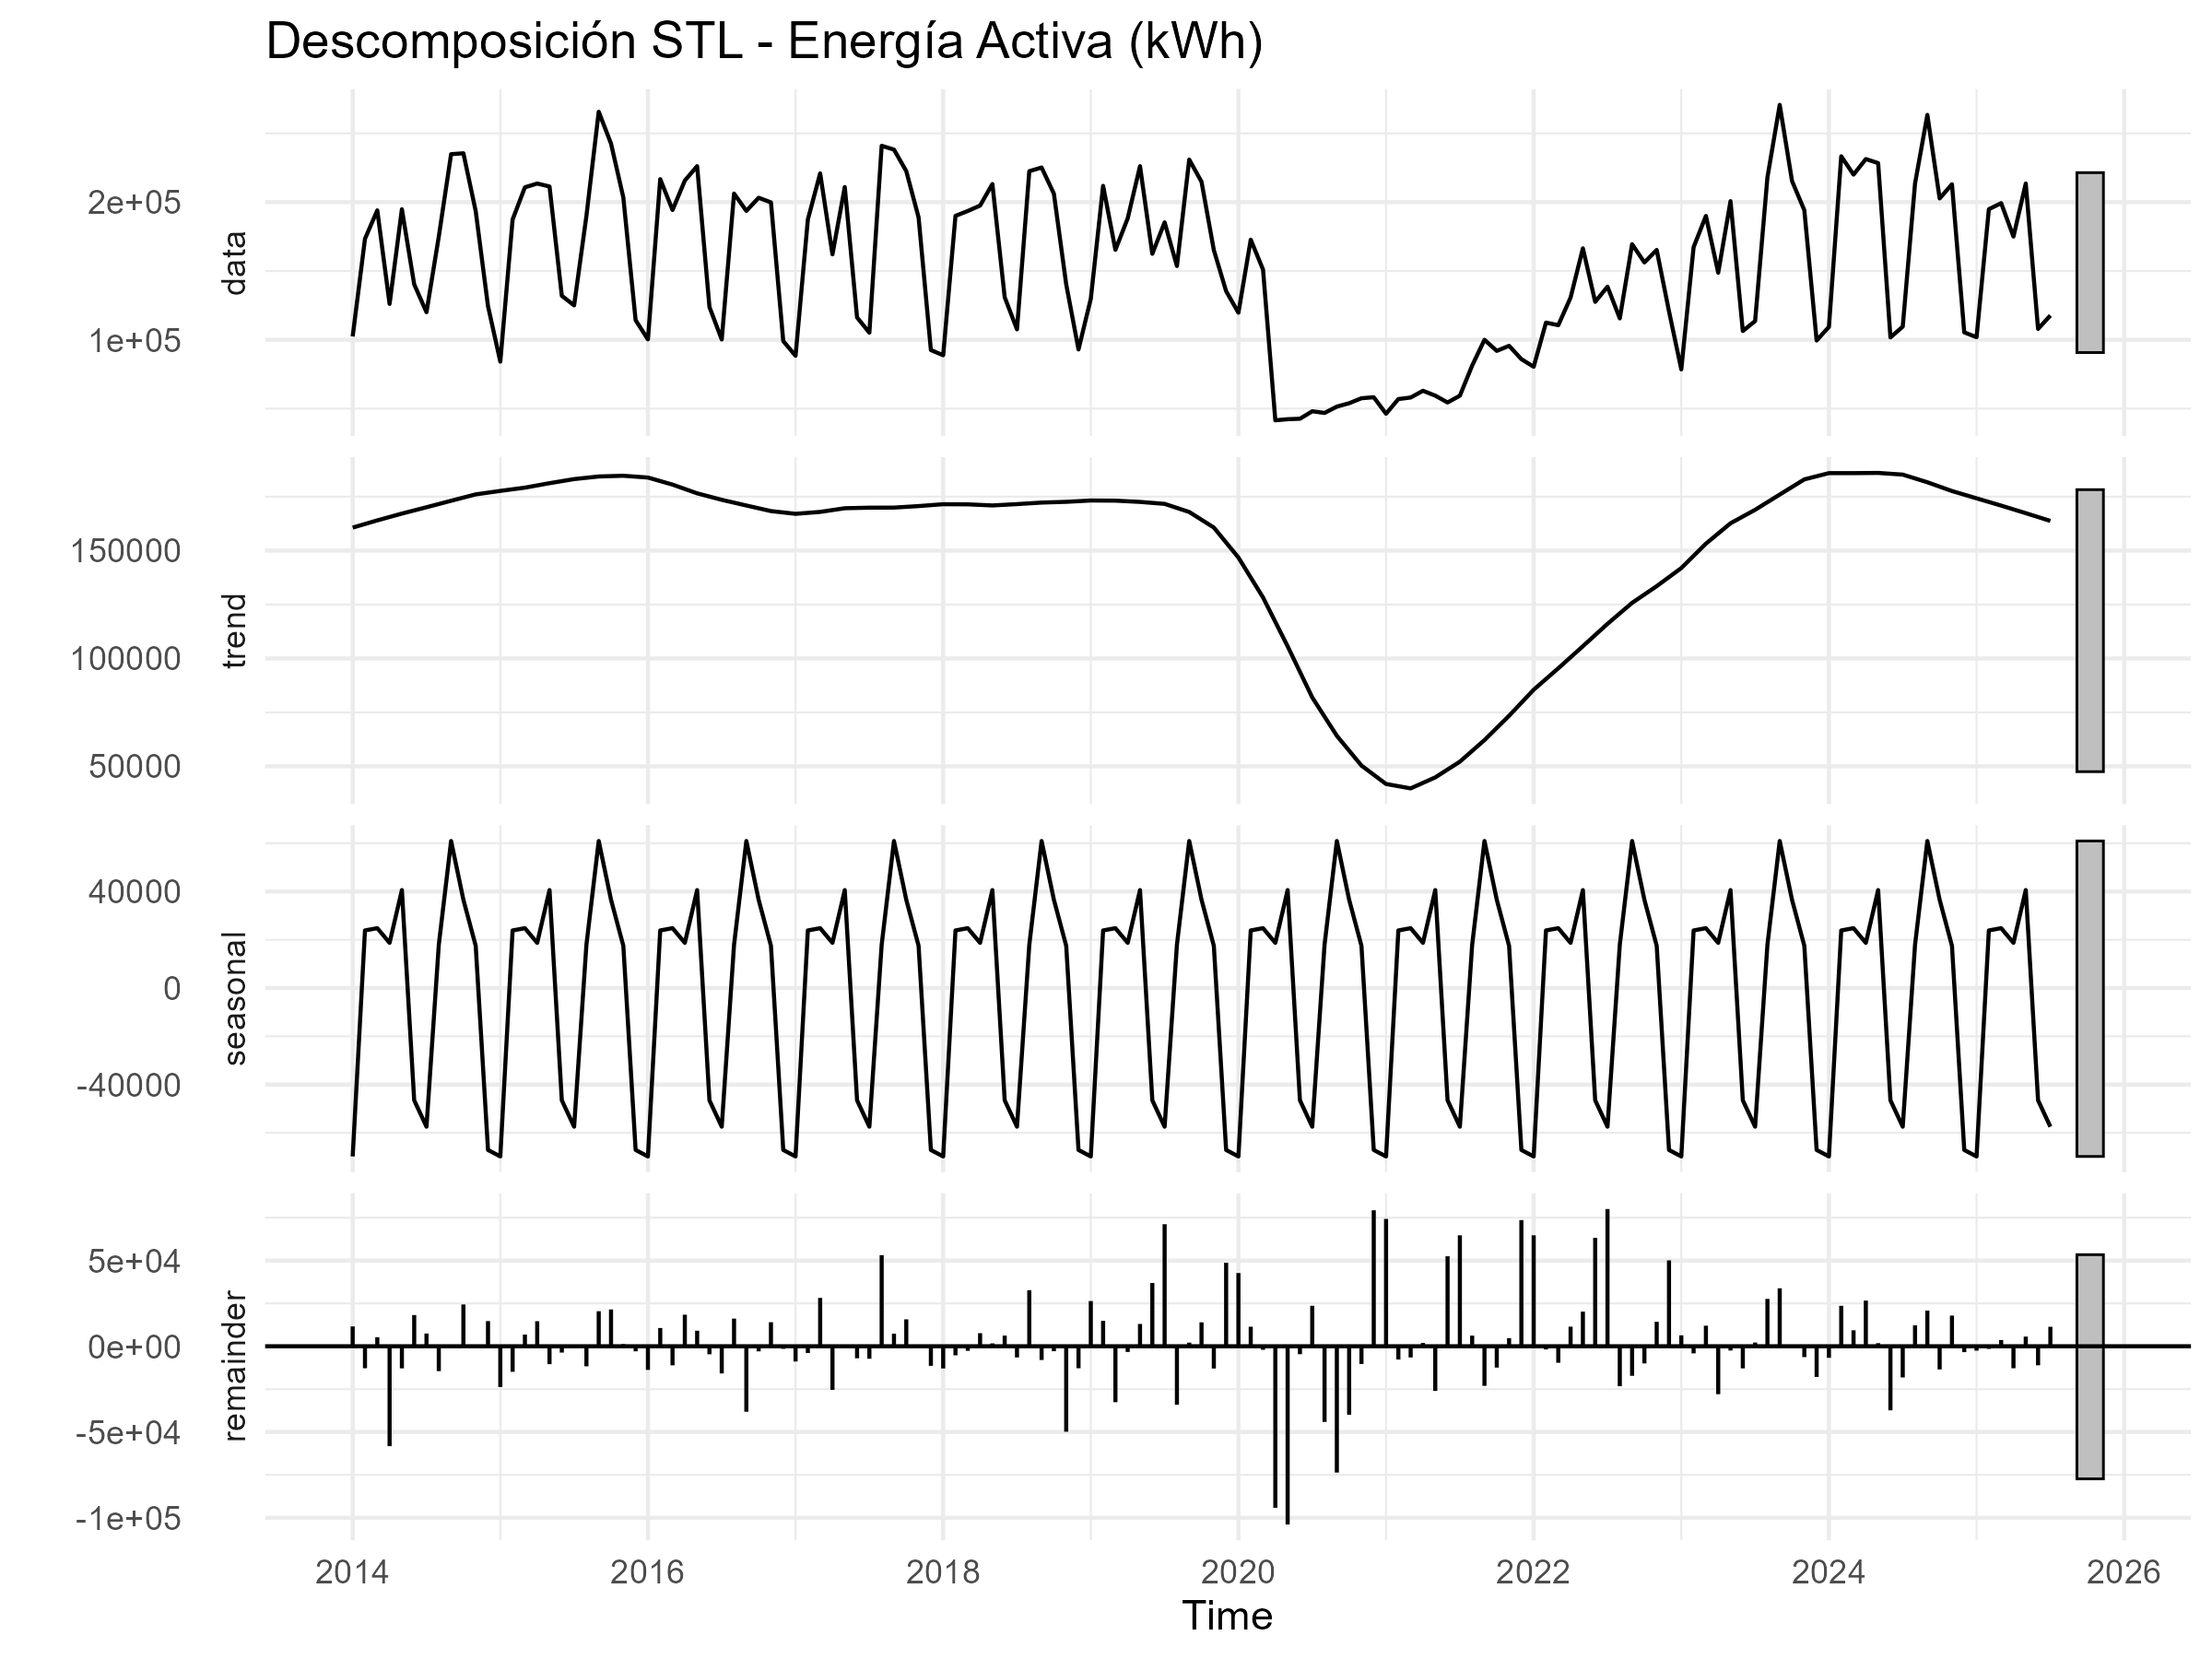 Descomposición STL - Energía Activa (kWh)
2e+05
1e+05
data
150000
100000
50000
trend
40000
0
-40000
seasonal
5e+04
0e+00
-5e+04
-1e+05
remainder
2014 2016 2018 2020 2022 2024 2026
Time